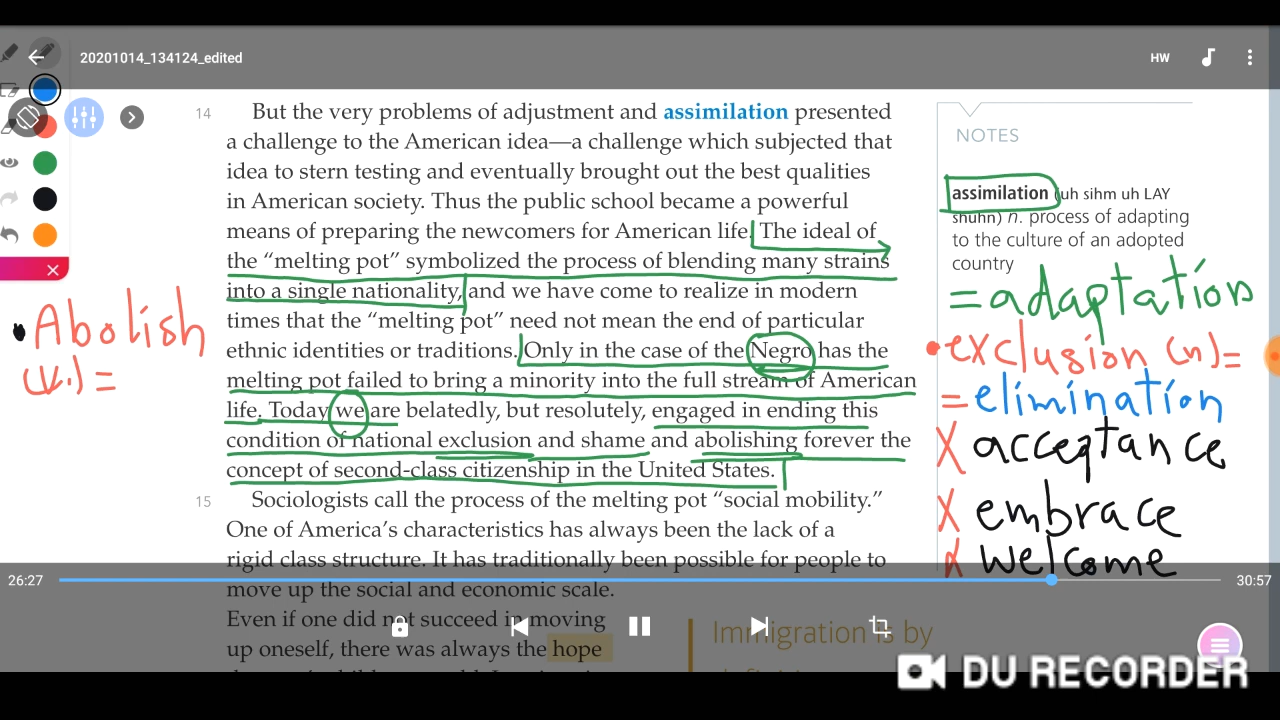 20201014_134124_edited
HW
14
But the very problems of adjustment and assimilation presented
a challenge to the American idea—a challenge which subjected that
idea to stern testing and eventually brought out the best qualities
in American society. Thus the public school became a powerful
means of preparing the newcomers for American life. The ideal of
the “melting pot” symbolized the process of blending many strains
into a single nationality, and we have come to realize in modern
times that the “melting pot” need not mean the end of particular
ethnic identities or traditions. Only in the case of the Negro has the
melting pot failed to bring a minority into the full stream of American
life. Today we are belatedly, but resolutely, engaged in ending this
condition of national exclusion and shame and abolishing forever the
concept of second-class citizenship in the United States.
15
Sociologists call the process of the melting pot “social mobility.”
One of America’s characteristics has always been the lack of a
rigid class structure. It has traditionally been possible for people to
move up the social and economic scale.
Even if one did not succeed in moving
up oneself, there was always the hope
NOTES
assimilation (uh sihm uh LAY
shuhn) n. process of adapting
to the culture of an adopted
country
= adaptation
• exclusion (n) =
= elimination
X acceptance
X embrace
X welcome
• Abolish
(v.) =
26:27
30:57
Immigration is by
DU RECORDER